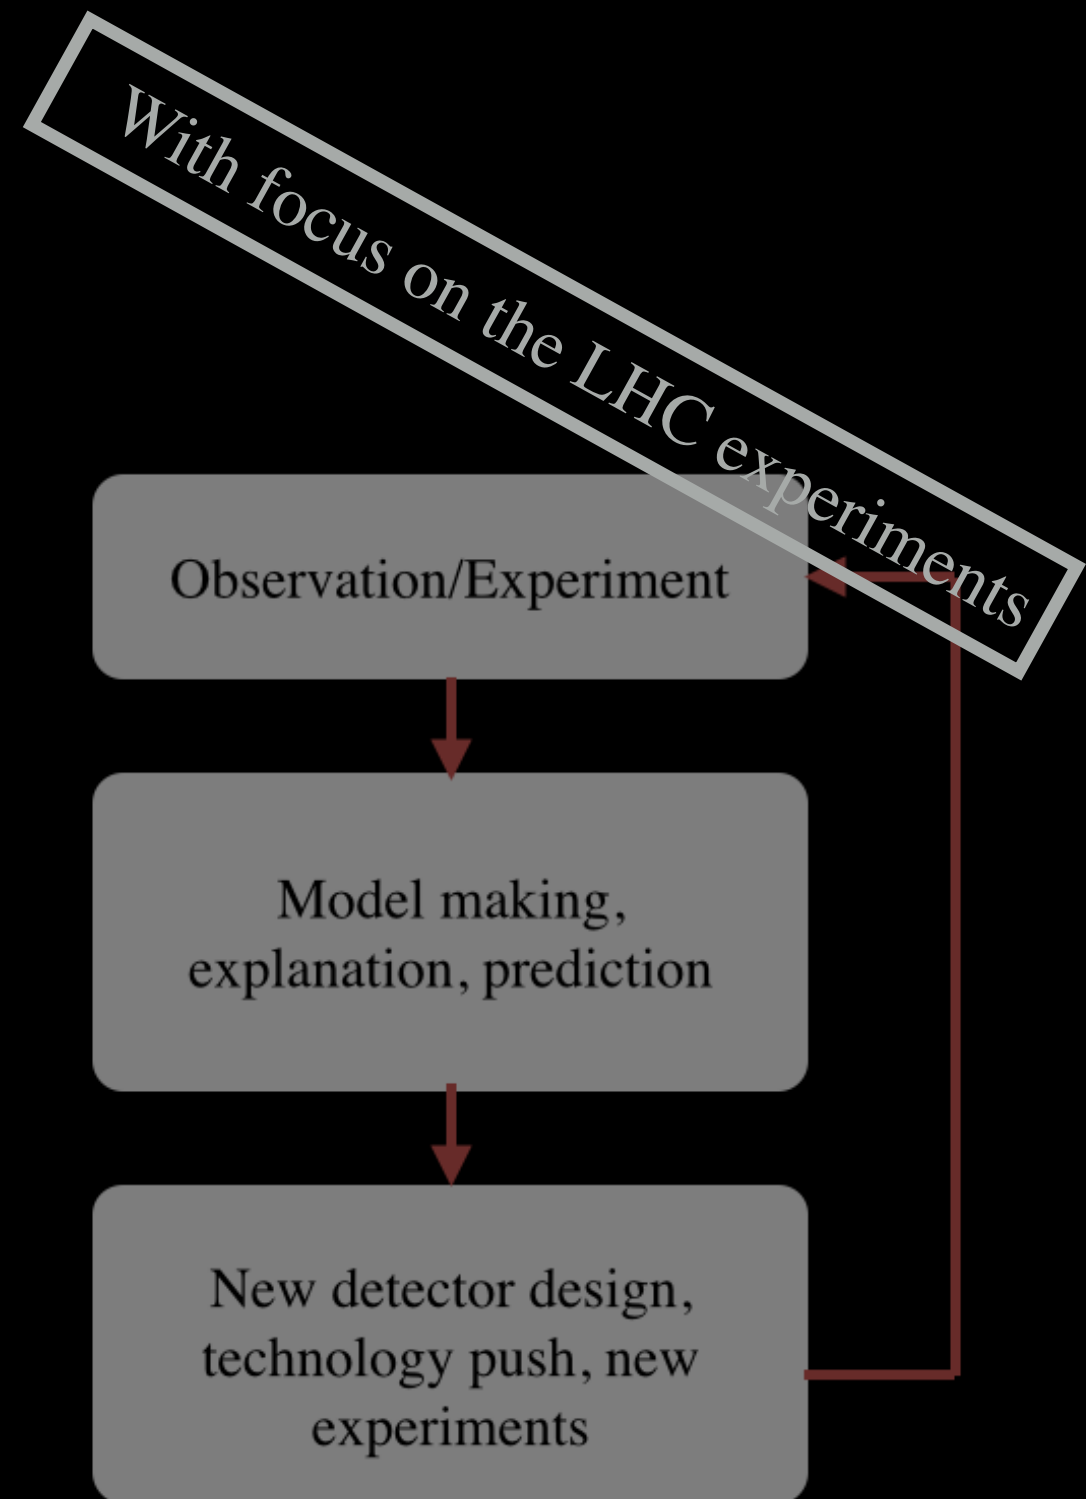 With focus on the LHC experiments
Observation/Experiment
Model making,
explanation, prediction
New detector design,
technology push, new
experiments